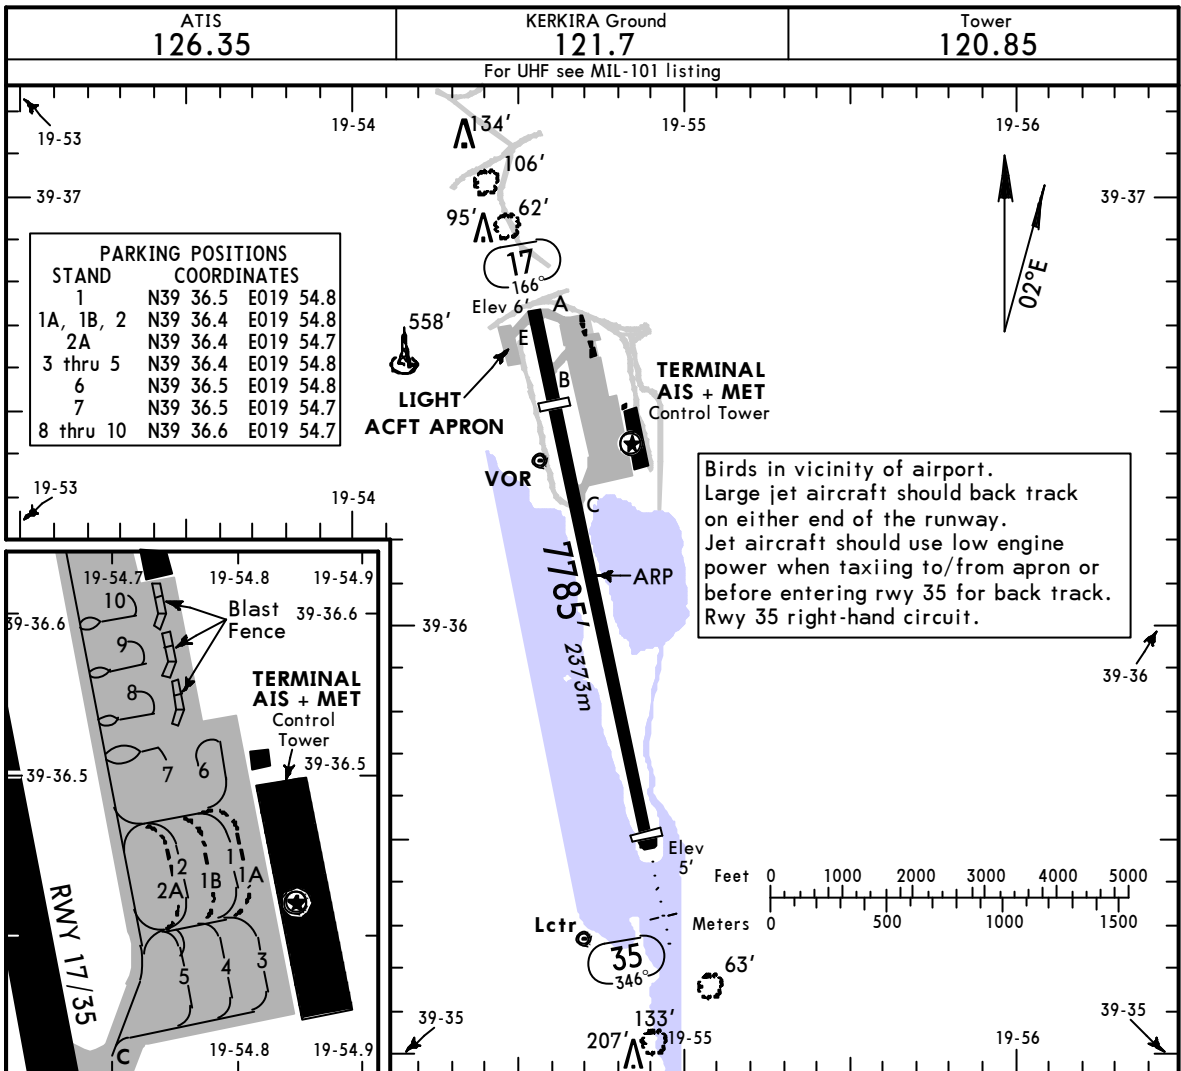 ATIS
126.35
KERKIRA Ground
121.7
Tower
120.85
For UHF see MIL-101 listing
19-53
19-54
19-55
19-56
134'
106'
39-37
39-37
95'
62'
17
166°
02°E
PARKING POSITIONS
STAND COORDINATES
1 N39 36.5 E019 54.8
1A, 1B, 2 N39 36.4 E019 54.8
2A N39 36.4 E019 54.7
3 thru 5 N39 36.4 E019 54.8
6 N39 36.5 E019 54.8
7 N39 36.5 E019 54.7
8 thru 10 N39 36.6 E019 54.7
Elev 6'
A
558'
E
B
LIGHT
ACFT APRON
TERMINAL
AIS + MET
Control Tower
VOR
C
19-53
19-54
Birds in vicinity of airport.
Large jet aircraft should back track
on either end of the runway.
Jet aircraft should use low engine
power when taxiing to/from apron or
before entering rwy 35 for back track.
Rwy 35 right-hand circuit.
7785'
2373m
ARP
39-36
39-36
Elev
5'
Feet 0 1000 2000 3000 4000 5000
Meters 0 500 1000 1500
Lctr
35
346°
63'
133'
207'
39-35
19-55
19-56
39-35
19-54.7
19-54.8
19-54.9
39-36.6
39-36.6
10
Blast
Fence
9
8
TERMINAL
AIS + MET
Control
Tower
7
6
39-36.5
39-36.5
2
2A
1B
1
1A
RWY 17/35
5
4
3
C
19-54.8
19-54.9